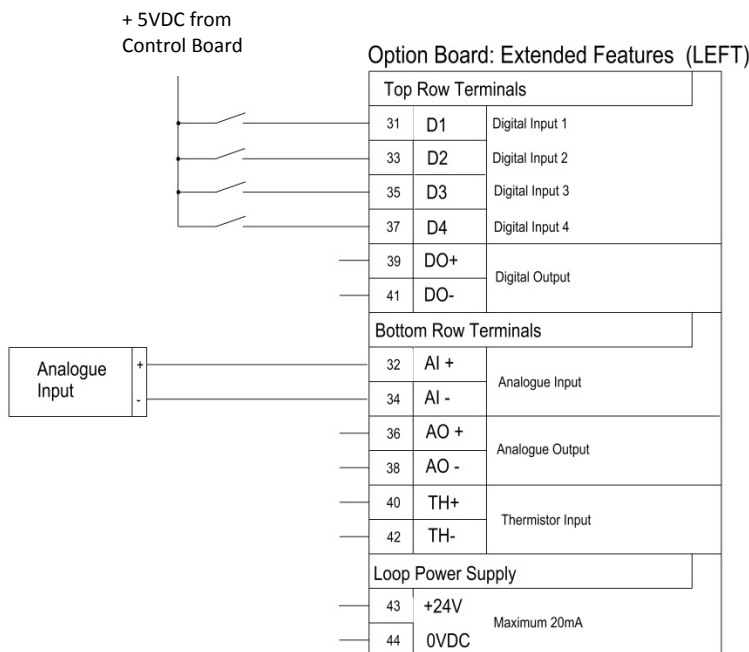 + 5VDC from
Control Board
Option Board: Extended Features (LEFT)
Top Row Terminals
31 D1 Digital Input 1
33 D2 Digital Input 2
35 D3 Digital Input 3
37 D4 Digital Input 4
39 DO+
Digital Output
41 DO-
Bottom Row Terminals
Analogue
Input
+
-
32 AI +
Analogue Input
34 AI -
36 AO +
Analogue Output
38 AO -
40 TH+
Thermistor Input
42 TH-
Loop Power Supply
43 +24V
Maximum 20mA
44 0VDC